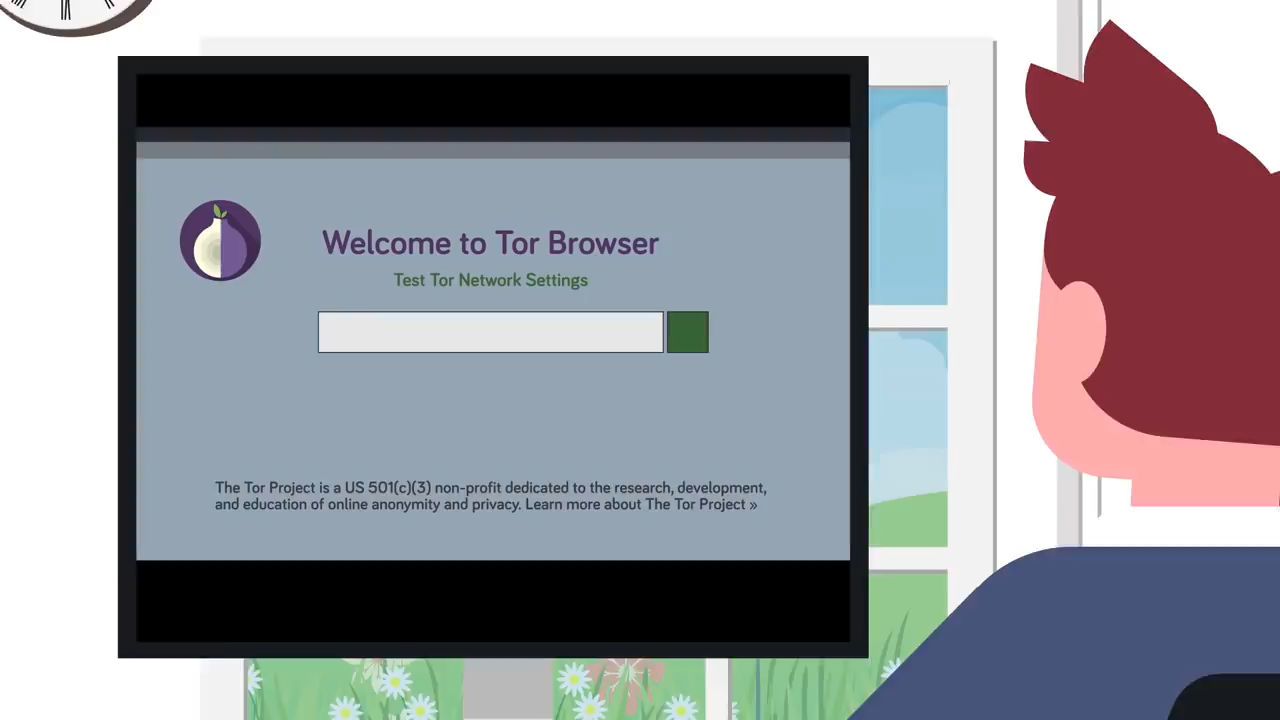 Welcome to Tor Browser
Test Tor Network Settings
The Tor Project is a US 501(c)(3) non-profit dedicated to the research, development,
and education of online anonymity and privacy. Learn more about The Tor Project »